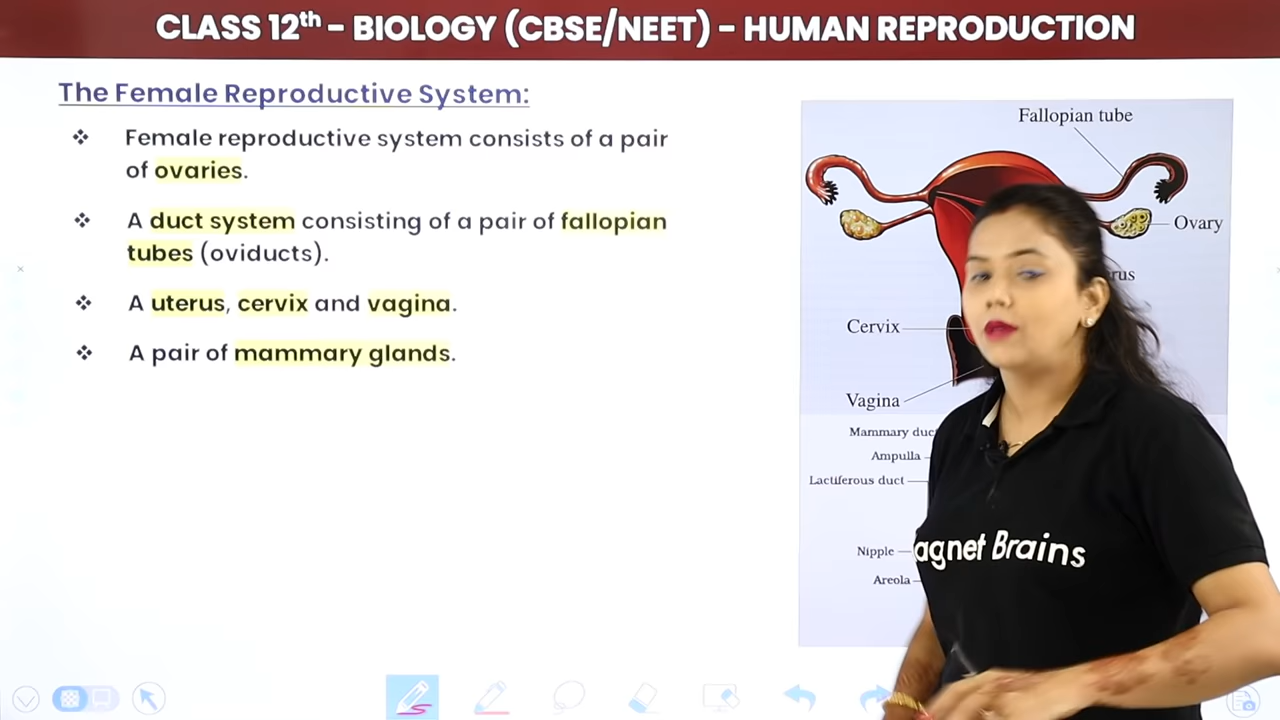 CLASS 12th – BIOLOGY (CBSE/NEET) – HUMAN REPRODUCTION
The Female Reproductive System:
❖ Female reproductive system consists of a pair
of ovaries.
❖ A duct system consisting of a pair of fallopian
tubes (oviducts).
❖ A uterus, cervix and vagina.
❖ A pair of mammary glands.
Fallopian tube
Ovary
Cervix
Vagina
Ampulla
Lactiferous duct
Nipple
Areola
Brains